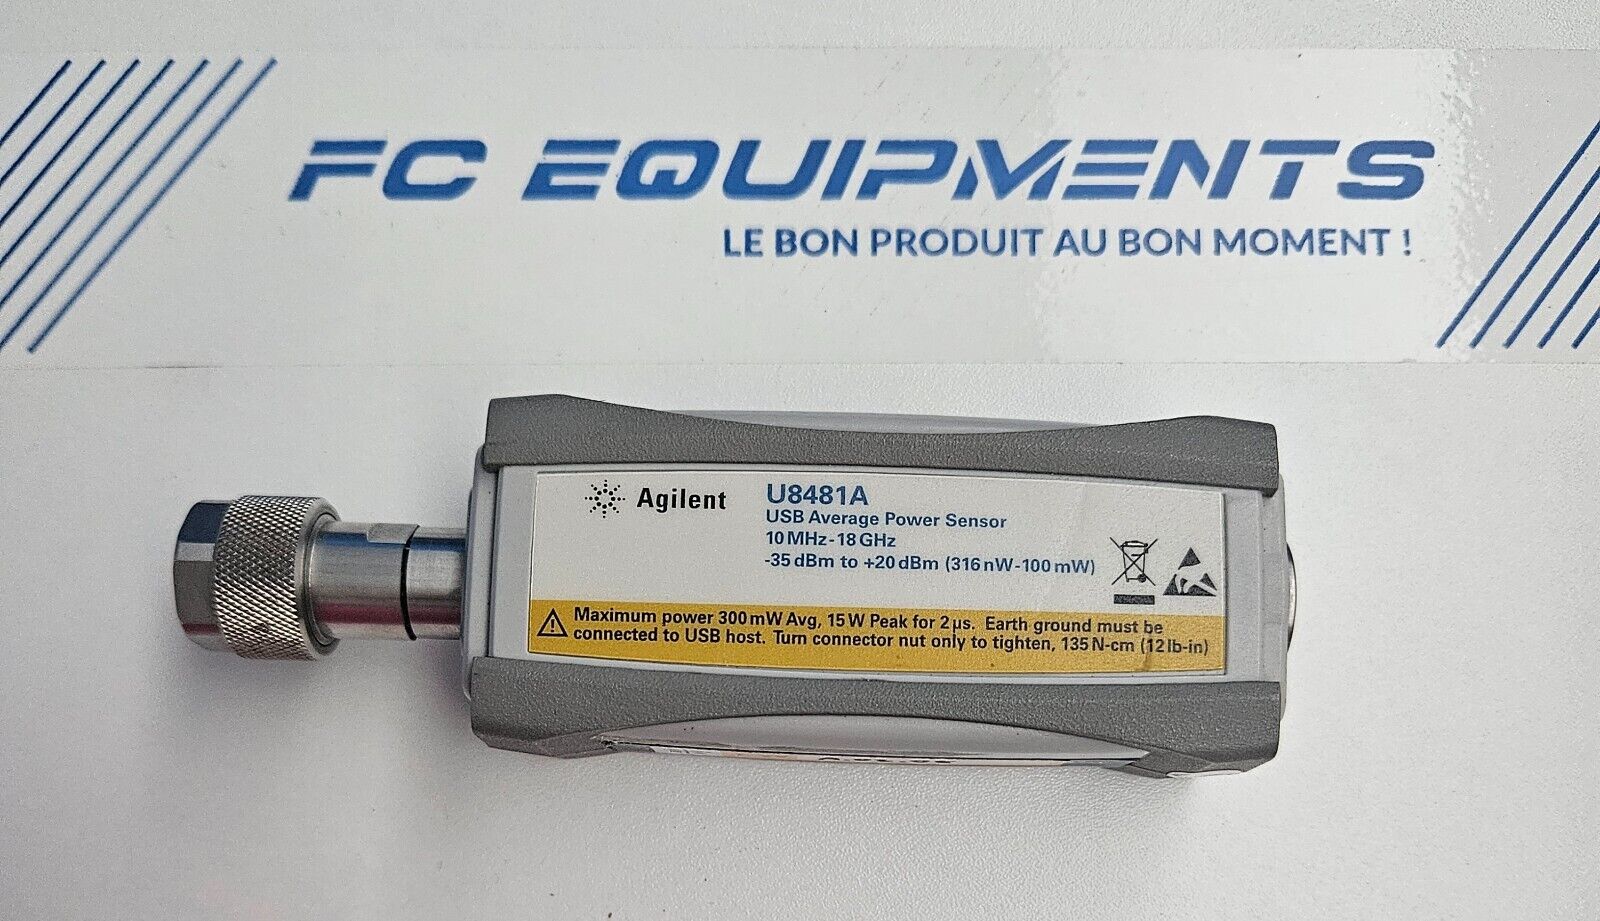 FC EQUIPMENTS
LE BON PRODUIT AU BON MOMENT !
Agilent
U8481A
USB Average Power Sensor
10 MHz-18 GHz
-35 dBm to +20 dBm (316 nW-100 mW)
Maximum power 300 mW Avg, 15 W Peak for 2 µs. Earth ground must be
connected to USB host. Turn connector nut only to tighten, 135 N-cm (12 lb-in)